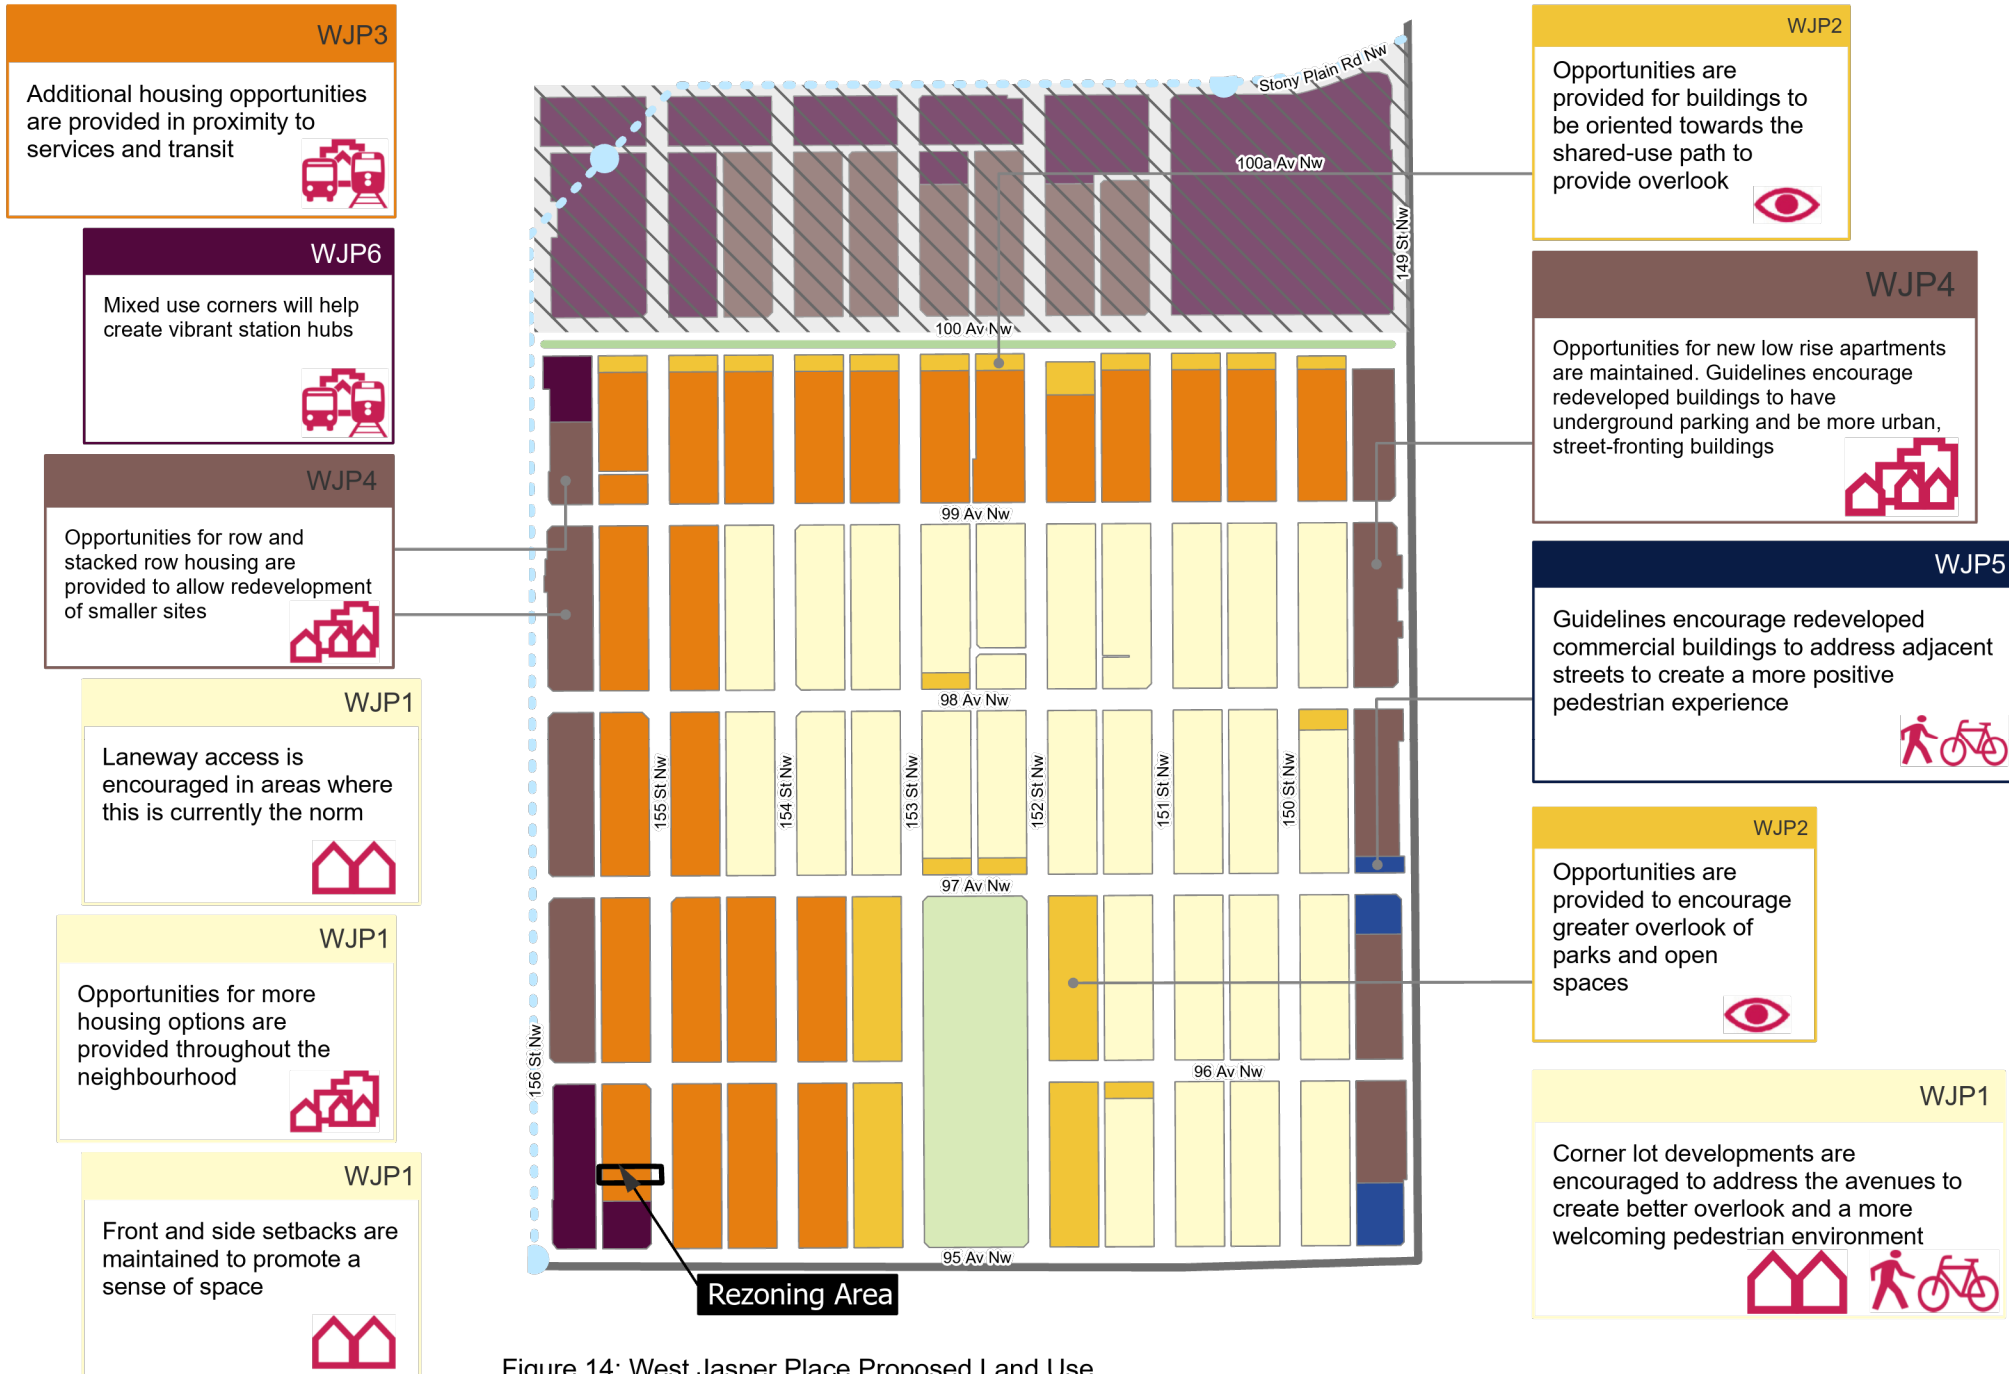 WJP3
Additional housing opportunities
are provided in proximity to
services and transit
WJP6
Mixed use corners will help
create vibrant station hubs
WJP4
Opportunities for row and
stacked row housing are
provided to allow redevelopment
of smaller sites
WJP1
Laneway access is
encouraged in areas where
this is currently the norm
WJP1
Opportunities for more
housing options are
provided throughout the
neighbourhood
WJP1
Front and side setbacks are
maintained to promote a
sense of space
Stony Plain Rd Nw
100a Av Nw
149 St Nw
100 Av Nw
99 Av Nw
98 Av Nw
155 St Nw
154 St Nw
153 St Nw
152 St Nw
151 St Nw
150 St Nw
97 Av Nw
156 St Nw
96 Av Nw
95 Av Nw
Rezoning Area
WJP2
Opportunities are
provided for buildings to
be oriented towards the
shared-use path to
provide overlook
WJP4
Opportunities for new low rise apartments
are maintained. Guidelines encourage
redeveloped buildings to have
underground parking and be more urban,
street-fronting buildings
WJP5
Guidelines encourage redeveloped
commercial buildings to address adjacent
streets to create a more positive
pedestrian experience
WJP2
Opportunities are
provided to encourage
greater overlook of
parks and open
spaces
WJP1
Corner lot developments are
encouraged to address the avenues to
create better overlook and a more
welcoming pedestrian environment
Figure 14: West Jasper Place Proposed Land Use